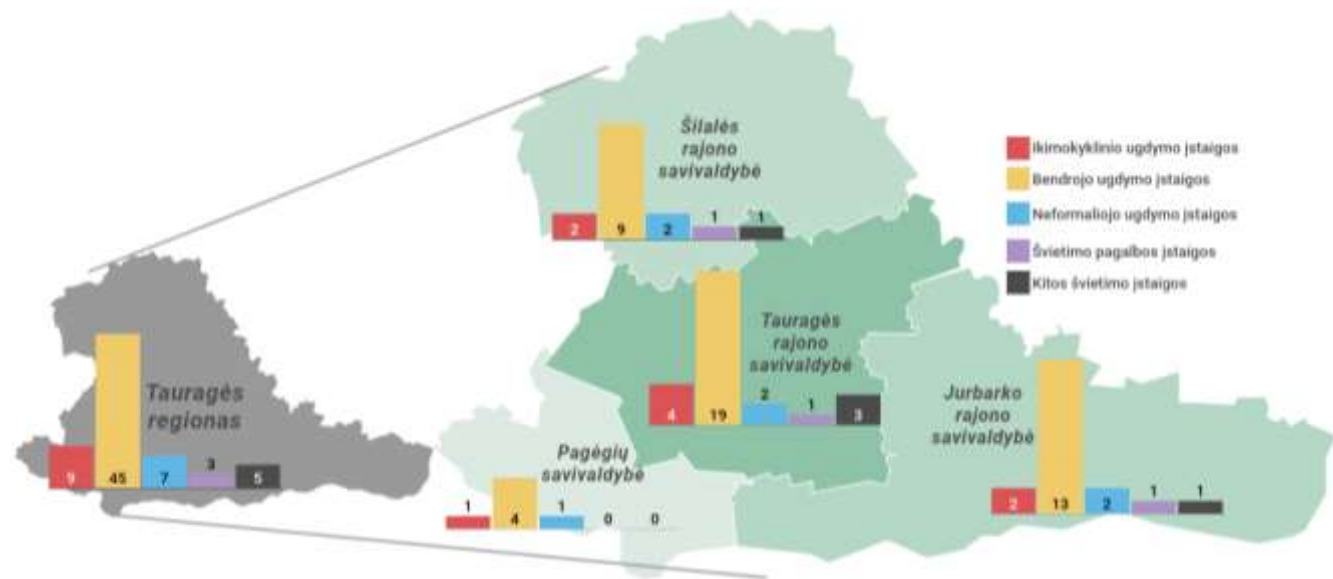 Šilalės
rajono
savivaldybė
2
9
2
1
1
Ikimokyklinio ugdymo įstaigos
Bendrojo ugdymo įstaigos
Neformaliojo ugdymo įstaigos
Švietimo pagalbos įstaigos
Kitos švietimo įstaigos
Tauragės
rajono
savivaldybė
4
19
2
1
3
Tauragės
regionas
9
45
7
3
5
Jurbarko
rajono
savivaldybė
2
13
2
1
1
Pagėgių
savivaldybė
1
4
1
0
0